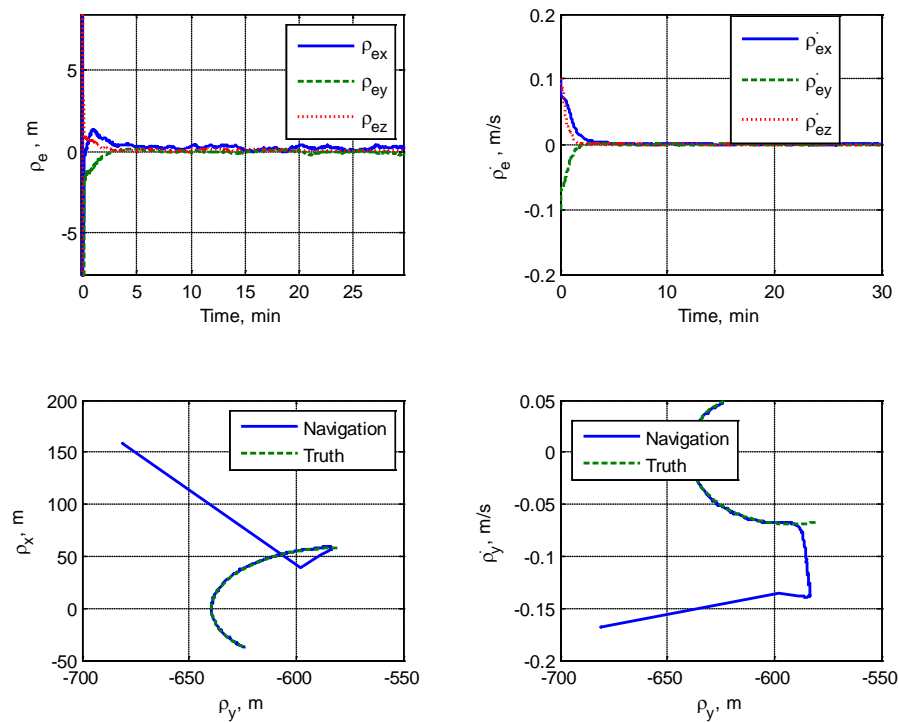 5
0
-5
ρe , m
0 5 10 15 20 25
Time, min
ρex
ρey
ρez
0.2
0.1
0
-0.1
-0.2
ρ̇e , m/s
0 10 20 30
Time, min
ρ̇ex
ρ̇ey
ρ̇ez
200
150
100
50
0
-50
ρx, m
-700 -650 -600 -550
ρy, m
Navigation
Truth
0.05
0
-0.05
-0.1
-0.15
-0.2
ρ̇y, m/s
-700 -650 -600 -550
ρy, m
Navigation
Truth